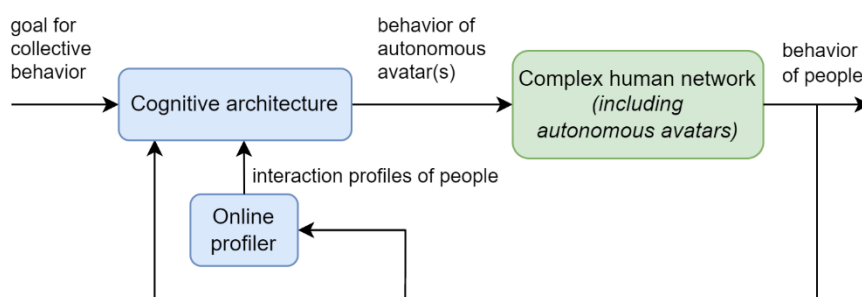 goal for
collective
behavior
Cognitive architecture
behavior of
autonomous
avatar(s)
Complex human network
(including
autonomous avatars)
behavior
of people
interaction profiles of people
Online
profiler